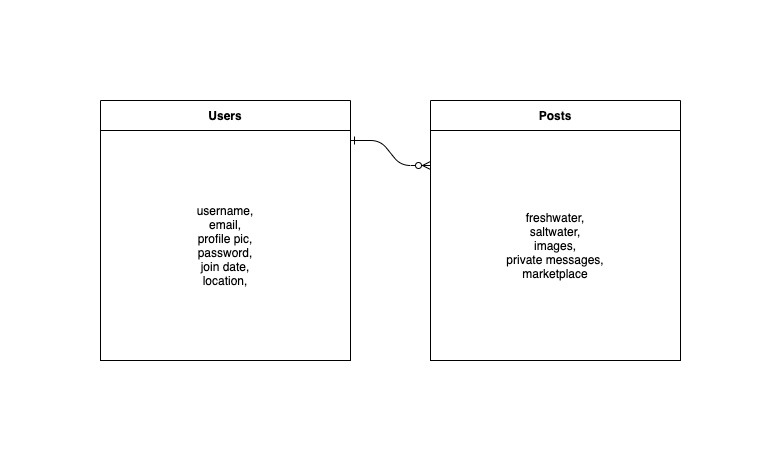 Users
username,
email,
profile pic,
password,
join date,
location,
Posts
freshwater,
saltwater,
images,
private messages,
marketplace